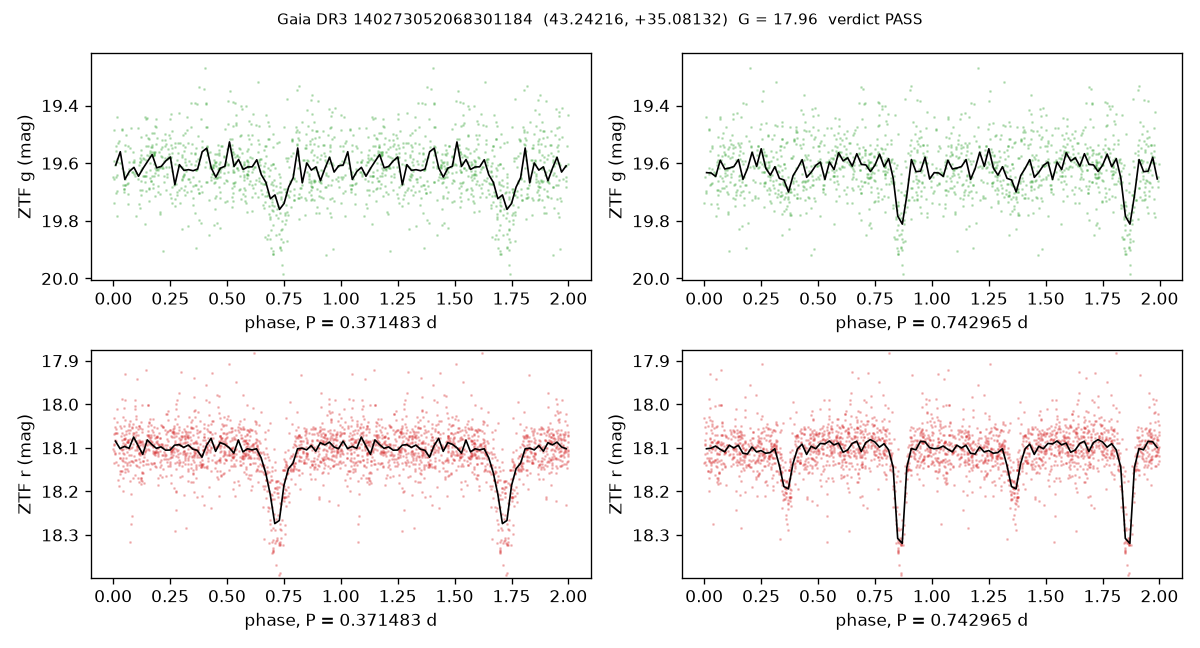 Gaia DR3 140273052068301184  (43.24216, +35.08132)  G = 17.96  verdict PASS
ZTF g (mag)
19.4
19.6
19.8
20.0
0.00 0.25 0.50 0.75 1.00 1.25 1.50 1.75 2.00
phase, P = 0.371483 d
ZTF g (mag)
19.4
19.6
19.8
20.0
0.00 0.25 0.50 0.75 1.00 1.25 1.50 1.75 2.00
phase, P = 0.742965 d
ZTF r (mag)
17.9
18.0
18.1
18.2
18.3
0.00 0.25 0.50 0.75 1.00 1.25 1.50 1.75 2.00
phase, P = 0.371483 d
ZTF r (mag)
17.9
18.0
18.1
18.2
18.3
0.00 0.25 0.50 0.75 1.00 1.25 1.50 1.75 2.00
phase, P = 0.742965 d